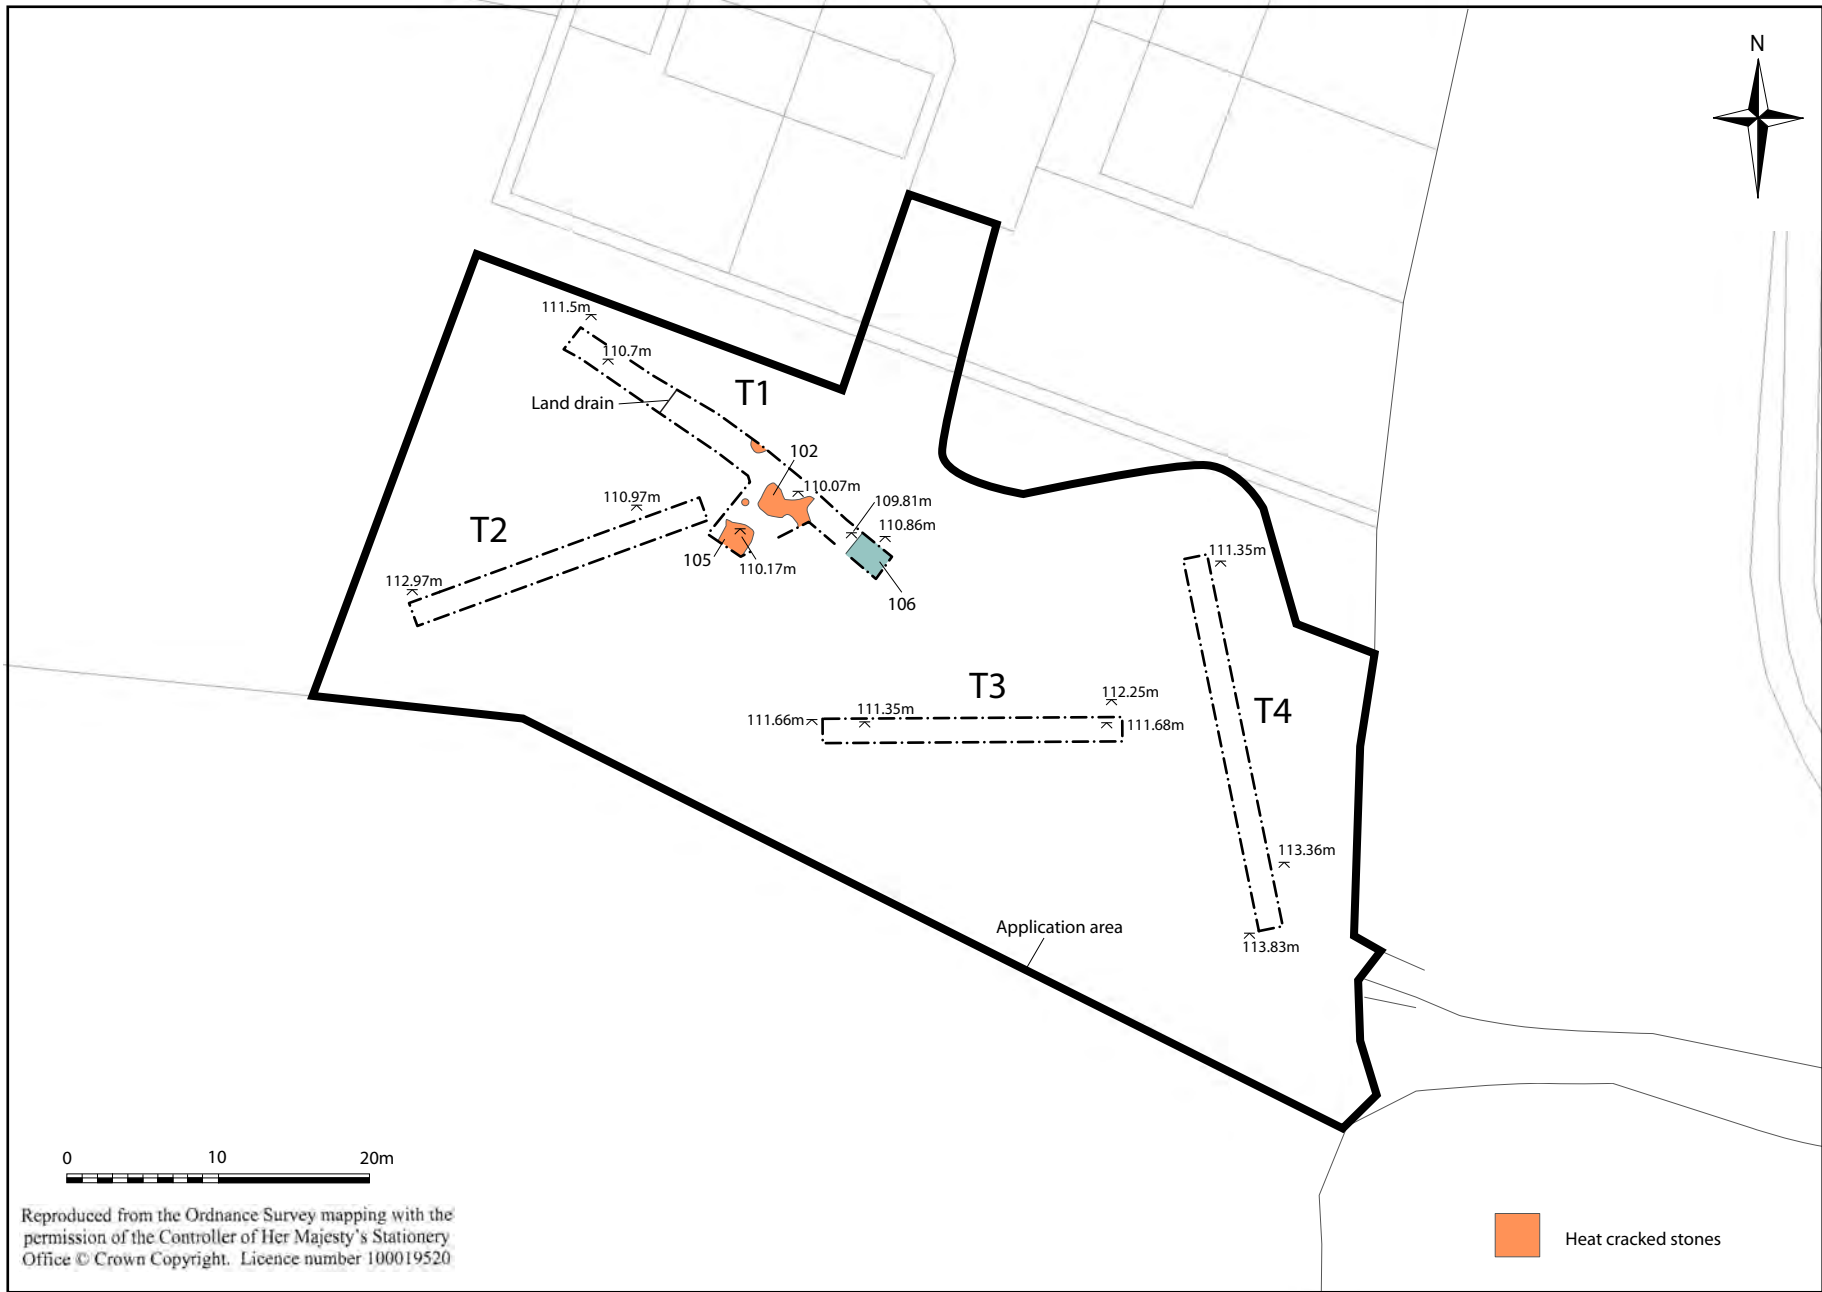 N
111.5m
110.7m
T1
Land drain
102
110.07m
110.97m
109.81m
110.86m
T2
105
110.17m
111.35m
112.97m
106
T3
112.25m
T4
111.66m
111.35m
111.68m
113.36m
Application area
113.83m
0 10 20m
Reproduced from the Ordnance Survey mapping with the
permission of the Controller of Her Majesty's Stationery
Office © Crown Copyright. Licence number 100019520
Heat cracked stones